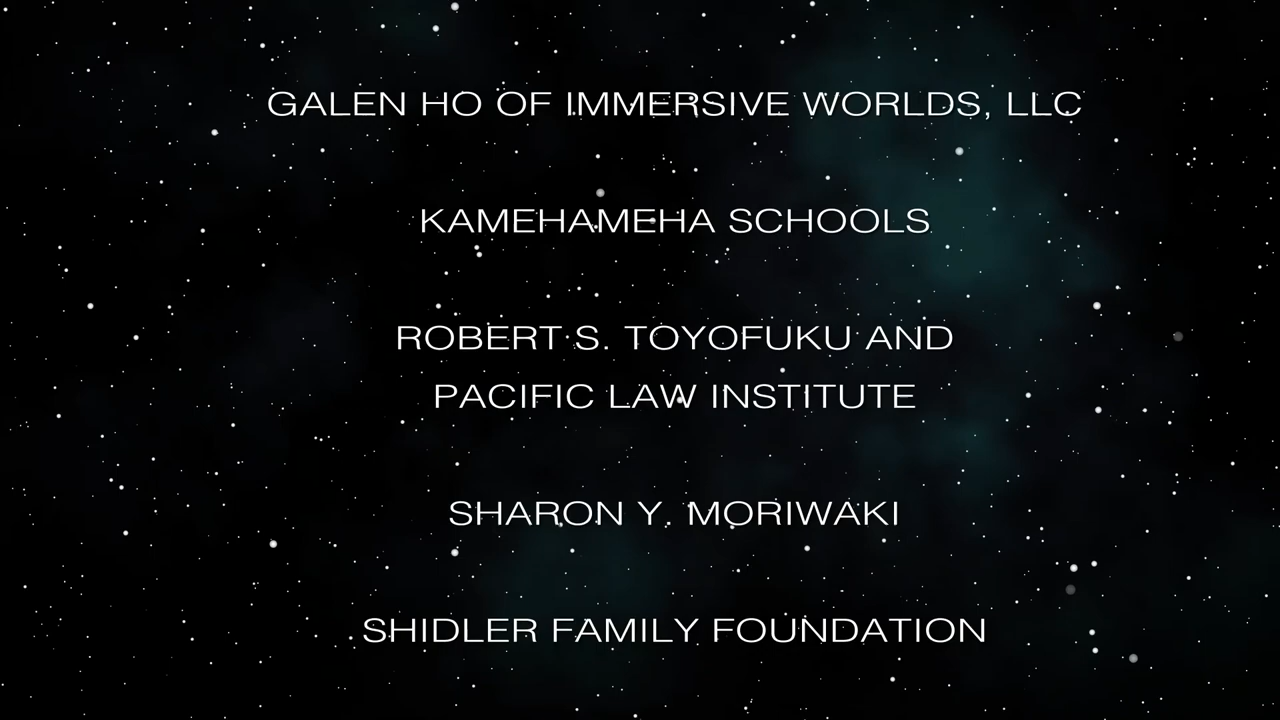 GALEN HO OF IMMERSIVE WORLDS, LLC
KAMEHAMEHA SCHOOLS
ROBERT S. TOYOFUKU AND
PACIFIC LAW INSTITUTE
SHARON Y. MORIWAKI
SHIDLER FAMILY FOUNDATION